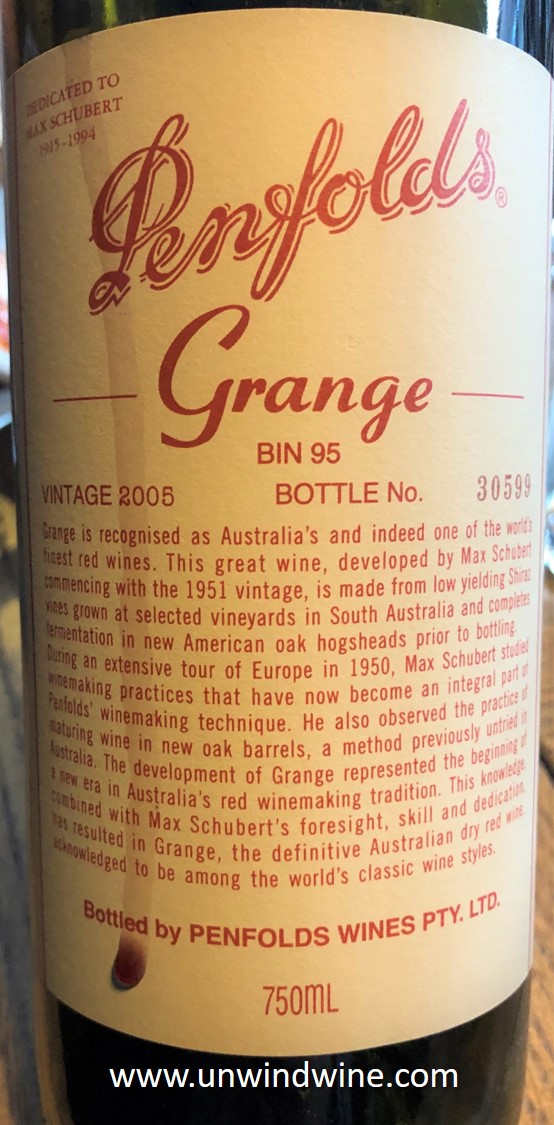 DEDICATED TO
MAX SCHUBERT
1915-1994
Penfolds®
Grange
BIN 95
VINTAGE 2005 BOTTLE No. 30599
Grange is recognised as Australia's and indeed one of the world's
finest red wines. This great wine, developed by Max Schubert
commencing with the 1951 vintage, is made from low yielding Shiraz
vines grown at selected vineyards in South Australia and completes
fermentation in new American oak hogsheads prior to bottling.
During an extensive tour of Europe in 1950, Max Schubert studied
winemaking practices that have now become an integral part of
Penfolds' winemaking technique. He also observed the practice of
maturing wine in new oak barrels, a method previously untried in
Australia. The development of Grange represented the beginning of
a new era in Australia's red winemaking tradition. This knowledge,
combined with Max Schubert's foresight, skill and dedication,
has resulted in Grange, the definitive Australian dry red wine,
acknowledged to be among the world's classic wine styles.
Bottled by PENFOLDS WINES PTY. LTD.
750ML
www.unwindwine.com